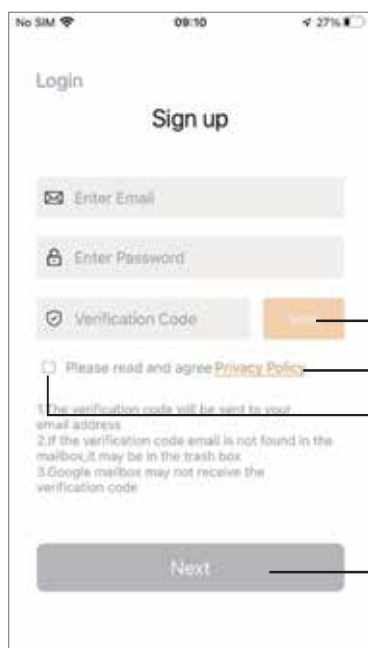 No SIM 09:10 27%
Login
Sign up
Enter Email
Enter Password
Verification Code
Please read and agree Privacy Policy
1.The verification code will be sent to your
email address
2.If the verification code email is not found in the
mailbox,it may be in the trash box
3.Google mailbox may not receive the
verification code
Next